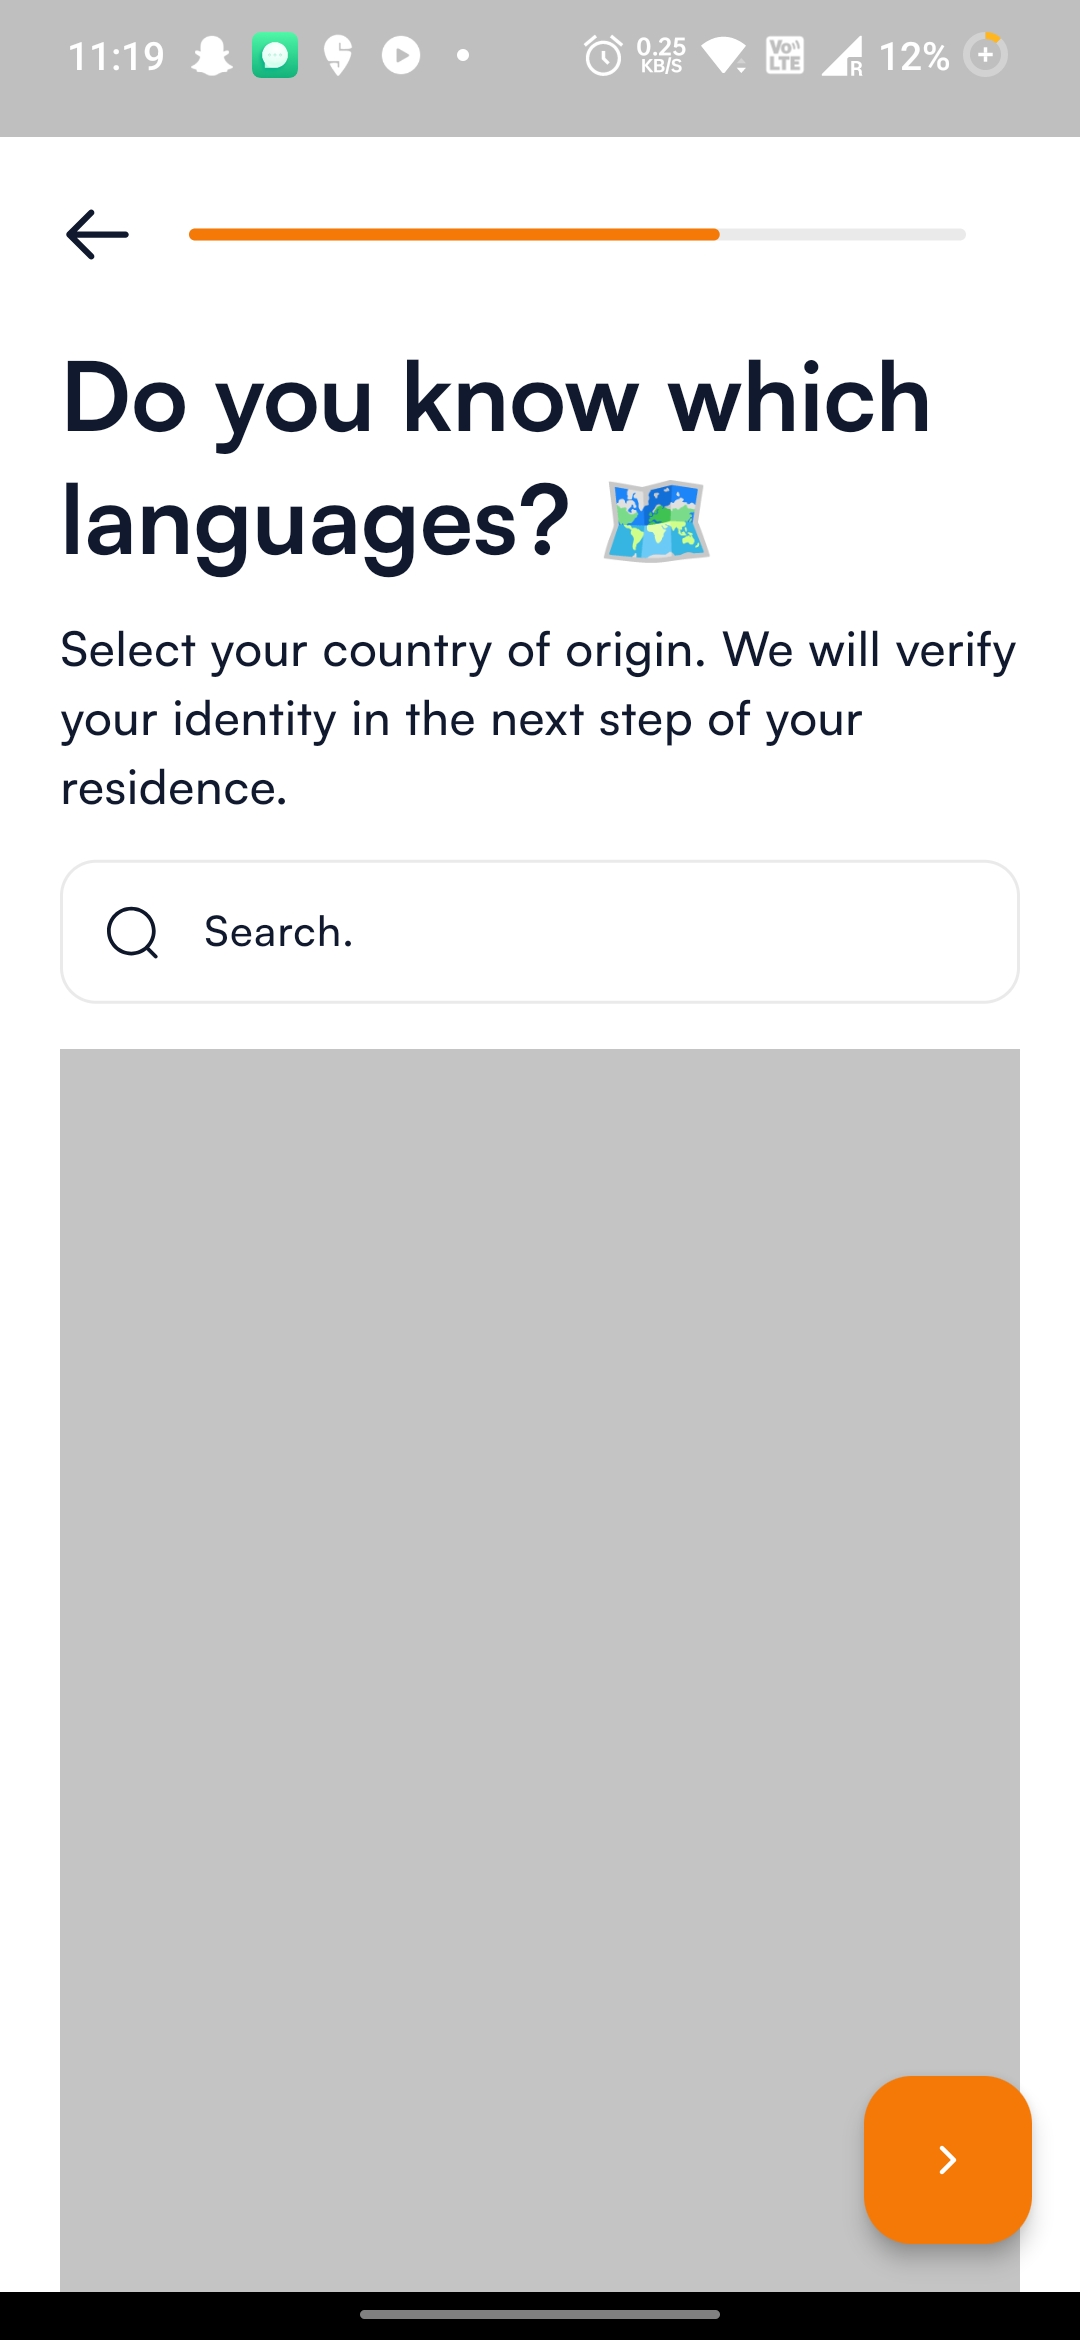 11:19
0.25
KB/S
Vo))
LTE
R
12%
Do you know which
languages? 🗺️
Select your country of origin. We will verify
your identity in the next step of your
residence.
Search.